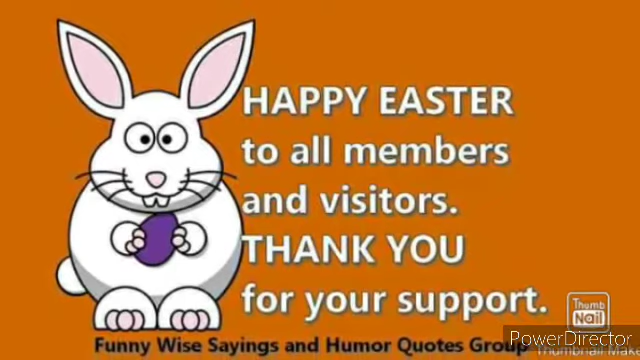 HAPPY EASTER
to all members
and visitors.
THANK YOU
for your support.
Thumb
Nail
PowerDirector
Funny Wise Sayings and Humor Quotes Group
Thumbnail Make